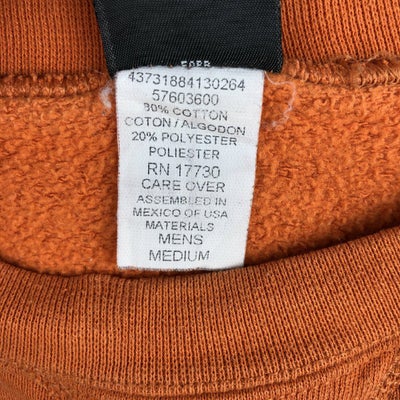 43731884130264
57603600
80% COTTON
COTON / ALGODON
20% POLYESTER
POLIESTER
RN 17730
CARE OVER
ASSEMBLED IN
MEXICO OF USA
MATERIALS
MENS
MEDIUM